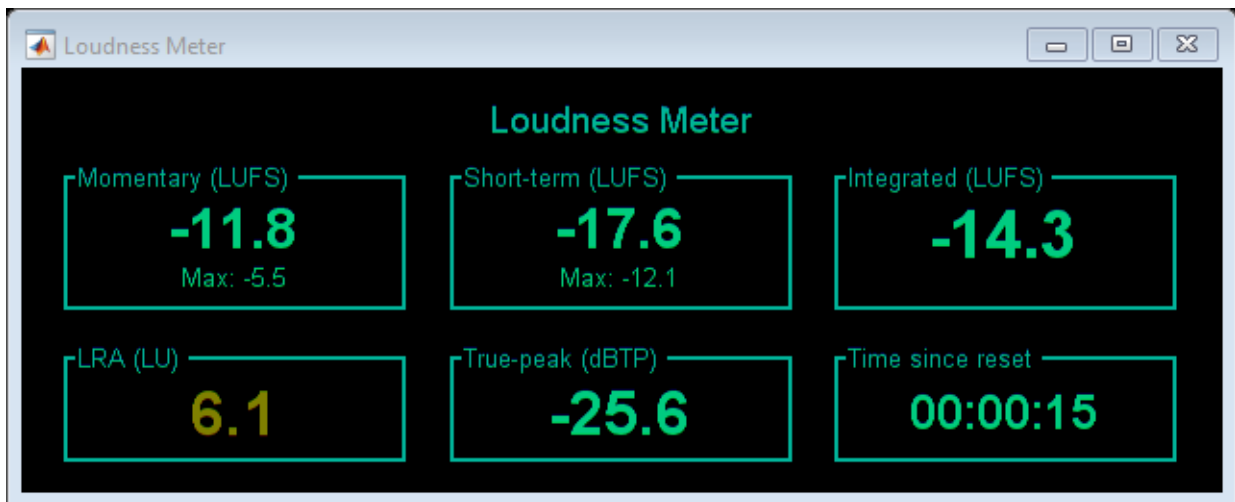 Loudness Meter
Loudness Meter
Momentary (LUFS)
-11.8
Max: -5.5
Short-term (LUFS)
-17.6
Max: -12.1
Integrated (LUFS)
-14.3
LRA (LU)
6.1
True-peak (dBTP)
-25.6
Time since reset
00:00:15